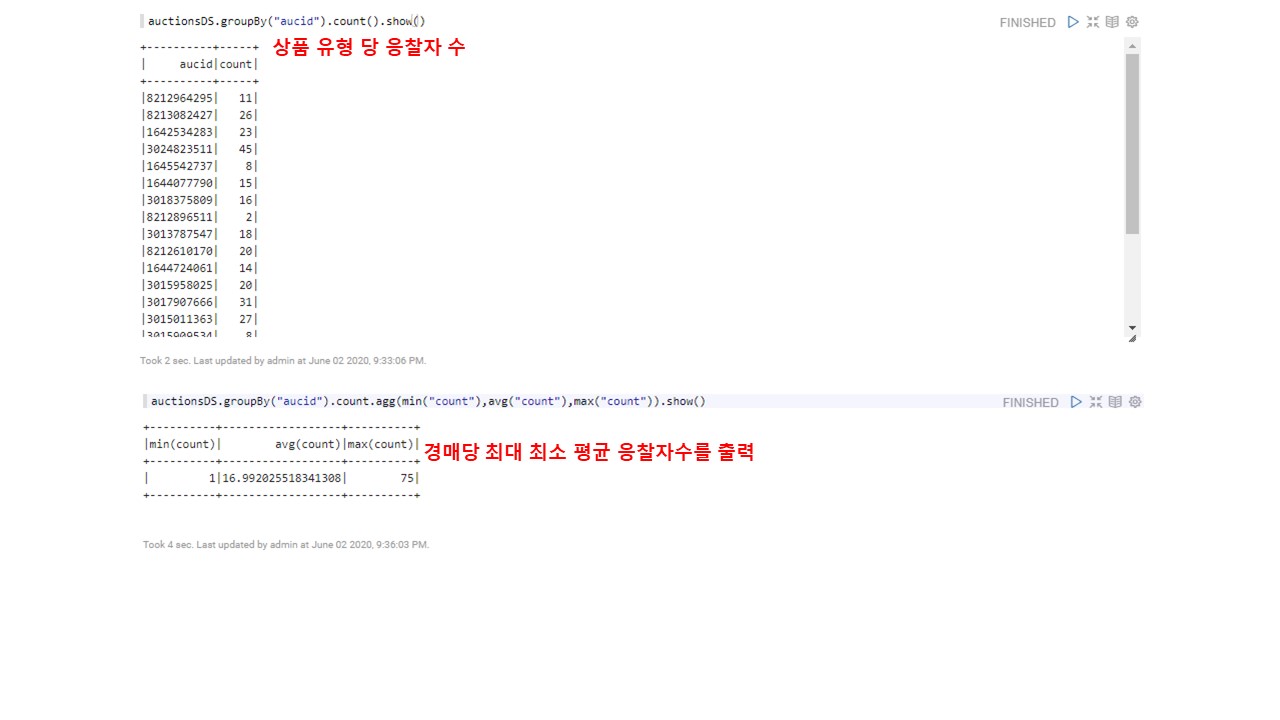 auctionsDS.groupBy("aucid").count().show()
FINISHED
상품 유형 당 응찰자 수
+----------+-----+
|     aucid|count|
+----------+-----+
|8212964295|   11|
|8213082427|   26|
|1642534283|   23|
|3024823511|   45|
|1645542737|    8|
|1644077790|   15|
|3018375809|   16|
|8212896511|    2|
|3013787547|   18|
|8212610170|   20|
|1644724061|   14|
|3015958025|   20|
|3017907666|   31|
|3015011363|   27|
|3015909534|    8|
Took 2 sec. Last updated by admin at June 02 2020, 9:33:06 PM.
auctionsDS.groupBy("aucid").count.agg(min("count"),avg("count"),max("count")).show()
FINISHED
+----------+------------------+----------+
|min(count)|        avg(count)|max(count)|
+----------+------------------+----------+
|         1|16.992025518341308|        75|
+----------+------------------+----------+
경매당 최대 최소 평균 응찰자수를 출력
Took 4 sec. Last updated by admin at June 02 2020, 9:36:03 PM.